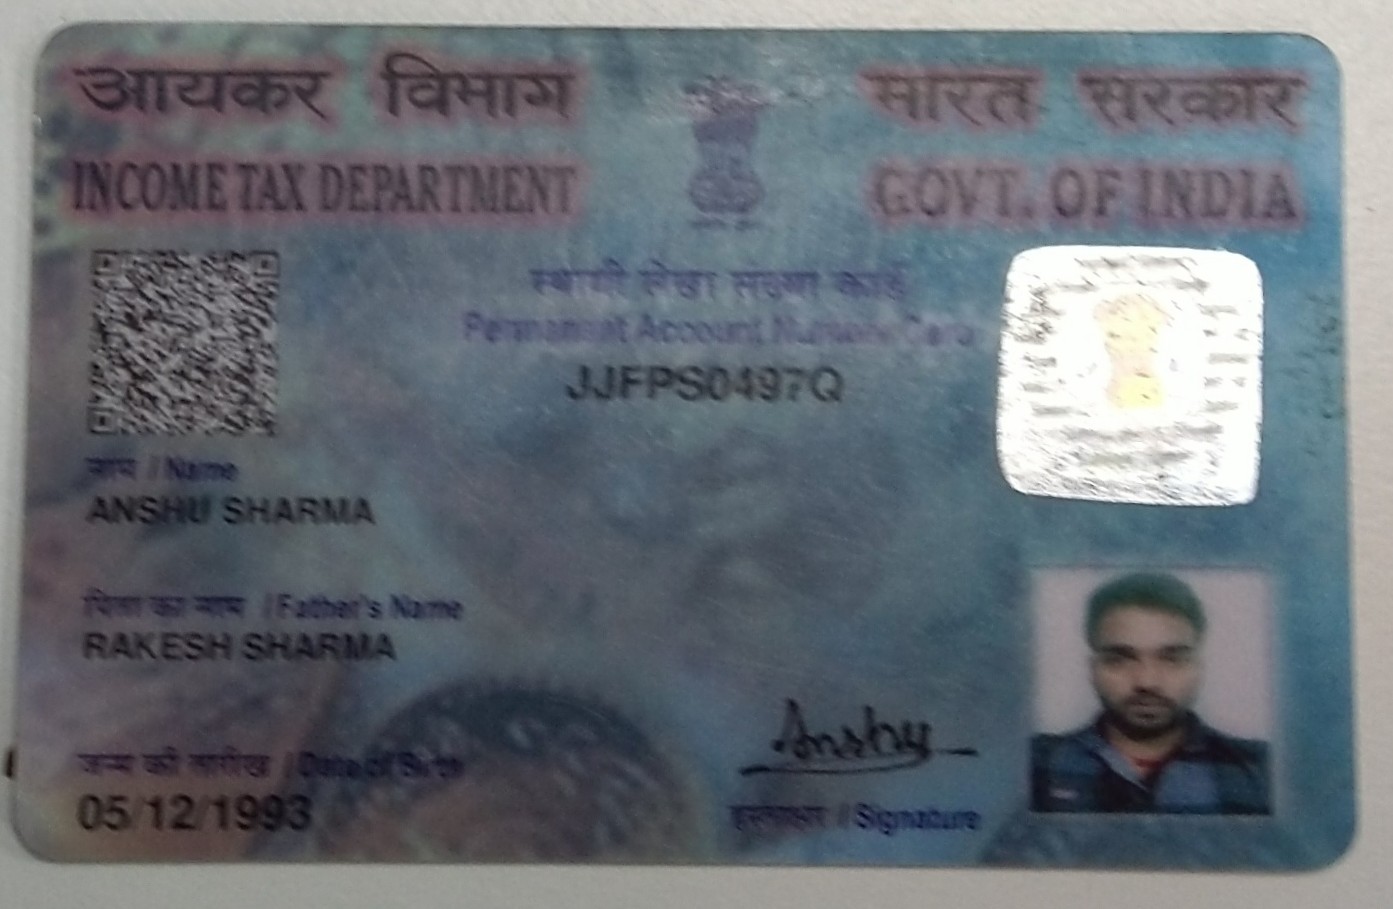 आयकर विभाग
भारत सरकार
INCOME TAX DEPARTMENT
GOVT. OF INDIA
स्थायी लेखा संख्या कार्ड
Permanent Account Number Card
JJFPS0497Q
नाम / Name
ANSHU SHARMA
पिता का नाम / Father's Name
RAKESH SHARMA
जन्म की तारीख / Date of Birth
05/12/1993
Anshu
हस्ताक्षर / Signature